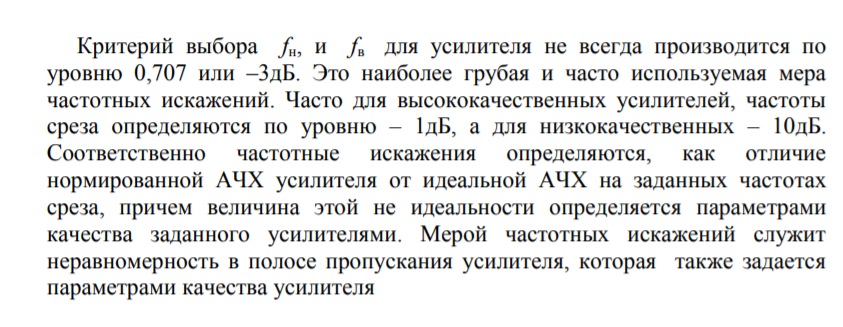 Критерий выбора fн, и fв для усилителя не всегда производится по
уровню 0,707 или –3дБ. Это наиболее грубая и часто используемая мера
частотных искажений. Часто для высококачественных усилителей, частоты
среза определяются по уровню – 1дБ, а для низкокачественных – 10дБ.
Соответственно частотные искажения определяются, как отличие
нормированной АЧХ усилителя от идеальной АЧХ на заданных частотах
среза, причем величина этой не идеальности определяется параметрами
качества заданного усилителями. Мерой частотных искажений служит
неравномерность в полосе пропускания усилителя, которая также задается
параметрами качества усилителя